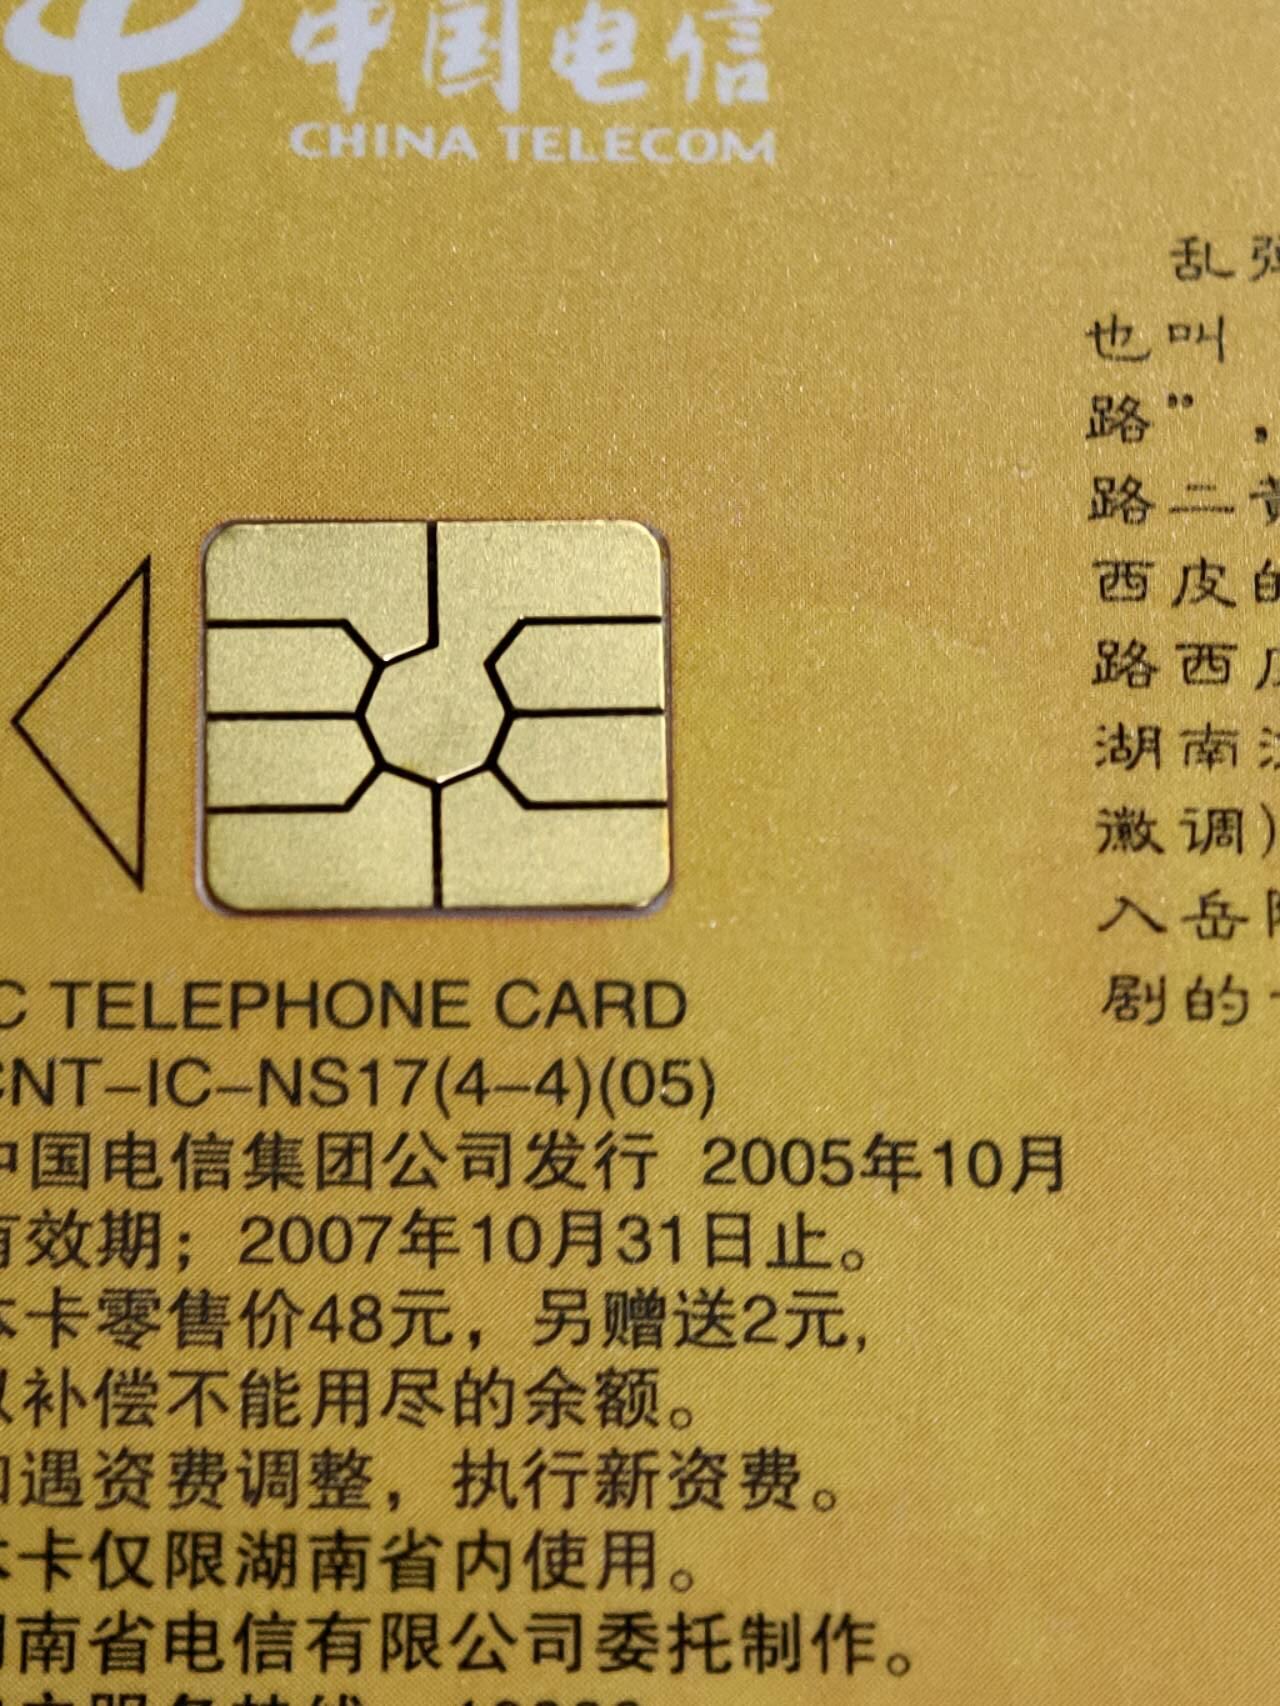 中国电信
CHINA TELECOM
乱弹
也叫
路”，
路二黄
西皮的
路西皮
湖南
徽调）
入岳
剧的
C TELEPHONE CARD
CNT-IC-NS17(4-4)(05)
中国电信集团公司发行 2005年10月
有效期；2007年10月31日止。
本卡零售价48元，另赠送2元,
以补偿不能用尽的余额。
如遇资费调整，执行新资费。
本卡仅限湖南省内使用。
湖南省电信有限公司委托制作。